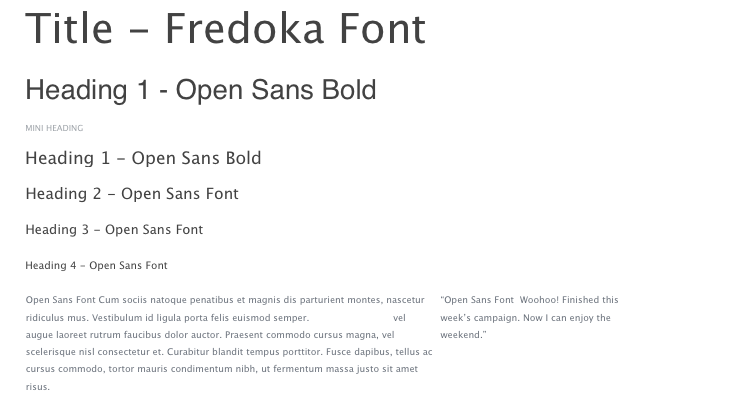 Title – Fredoka Font
Heading 1 - Open Sans Bold
MINI HEADING
Heading 1 – Open Sans Bold
Heading 2 – Open Sans Font
Heading 3 – Open Sans Font
Heading 4 – Open Sans Font
Open Sans Font Cum sociis natoque penatibus et magnis dis parturient montes, nascetur
ridiculus mus. Vestibulum id ligula porta felis euismod semper. vel
augue laoreet rutrum faucibus dolor auctor. Praesent commodo cursus magna, vel
scelerisque nisl consectetur et. Curabitur blandit tempus porttitor. Fusce dapibus, tellus ac
cursus commodo, tortor mauris condimentum nibh, ut fermentum massa justo sit amet
risus.
“Open Sans Font  Woohoo! Finished this
week’s campaign. Now I can enjoy the
weekend.”